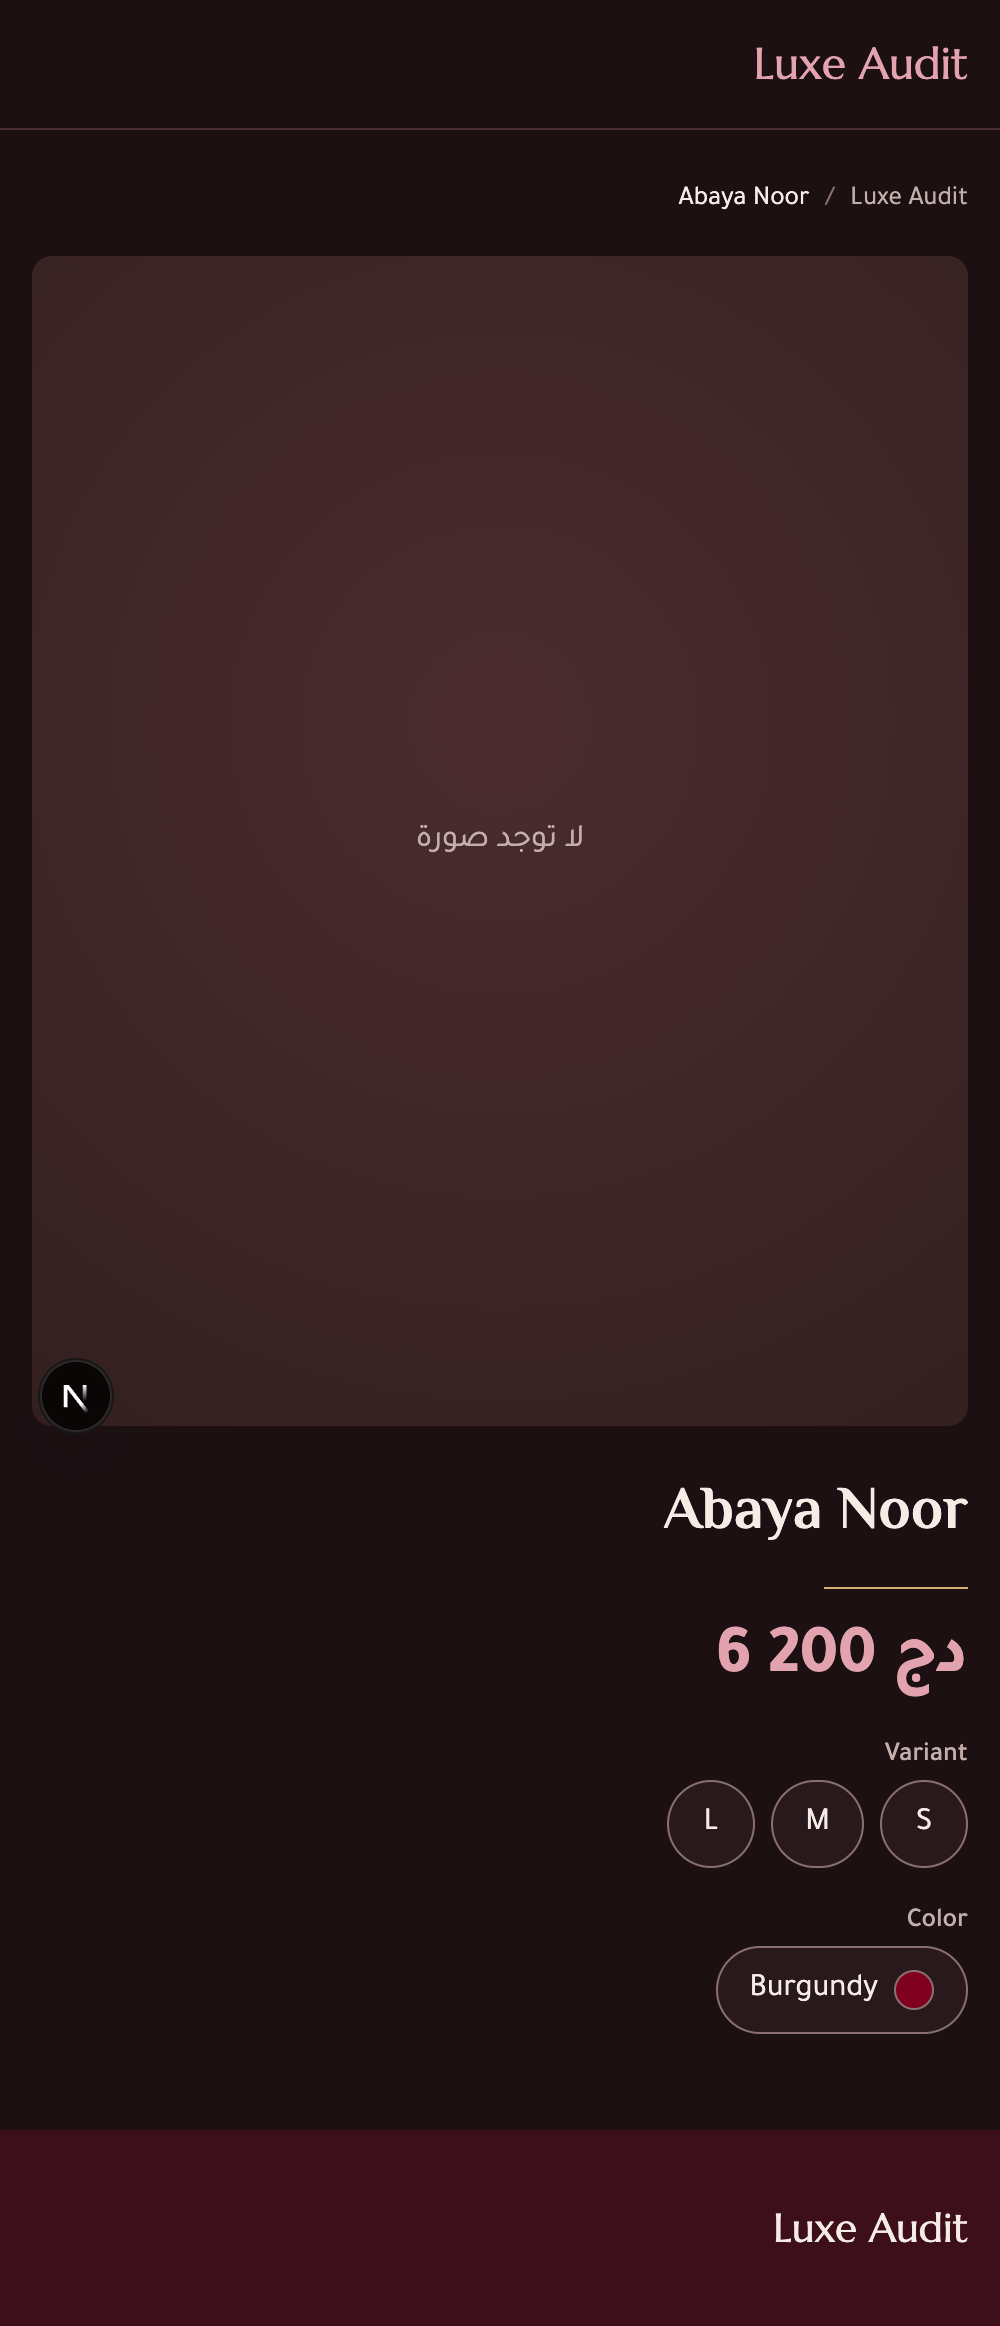 Luxe Audit
Luxe Audit / Abaya Noor
لا توجد صورة
N
Abaya Noor
دج 6 200
Variant
S M L
Color
Burgundy
Luxe Audit